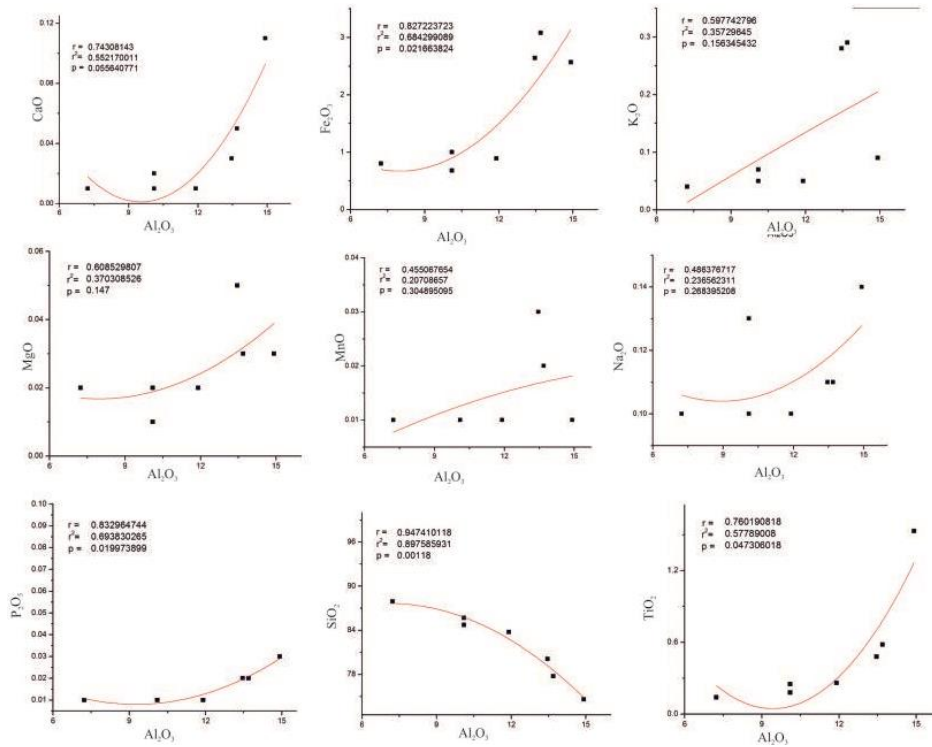 r = 0.74308143
r² = 0.552170011
p = 0.055640771
CaO
0.12
0.08
0.04
0.00
6 9 12 15
Al₂O₃
r = 0.827223723
r² = 0.684299089
p = 0.021663824
Fe₂O₃
3
2
1
0
6 9 12 15
Al₂O₃
r = 0.597742796
r² = 0.35729645
p = 0.156345432
K₂O
0.3
0.2
0.1
0.0
6 9 12 15
Al₂O₃
r = 0.608529807
r² = 0.370308526
p = 0.147
MgO
0.06
0.04
0.02
0.00
6 9 12 15
Al₂O₃
r = 0.455067654
r² = 0.20708657
p = 0.304895095
MnO
0.04
0.03
0.02
0.01
6 9 12 15
Al₂O₃
r = 0.486376717
r² = 0.236562311
p = 0.268395208
Na₂O
0.14
0.12
0.10
6 9 12 15
Al₂O₃
r = 0.832964744
r² = 0.693830265
p = 0.019973899
P₂O₅
0.10
0.09
0.08
0.07
0.06
0.05
0.04
0.03
0.02
0.01
6 9 12 15
Al₂O₃
r = 0.947410118
r² = 0.897585931
p = 0.00118
SiO₂
96
90
84
78
6 9 12 15
Al₂O₃
r = 0.760190818
r² = 0.57789008
p = 0.047306018
TiO₂
1.2
0.6
0.0
6 9 12 15
Al₂O₃